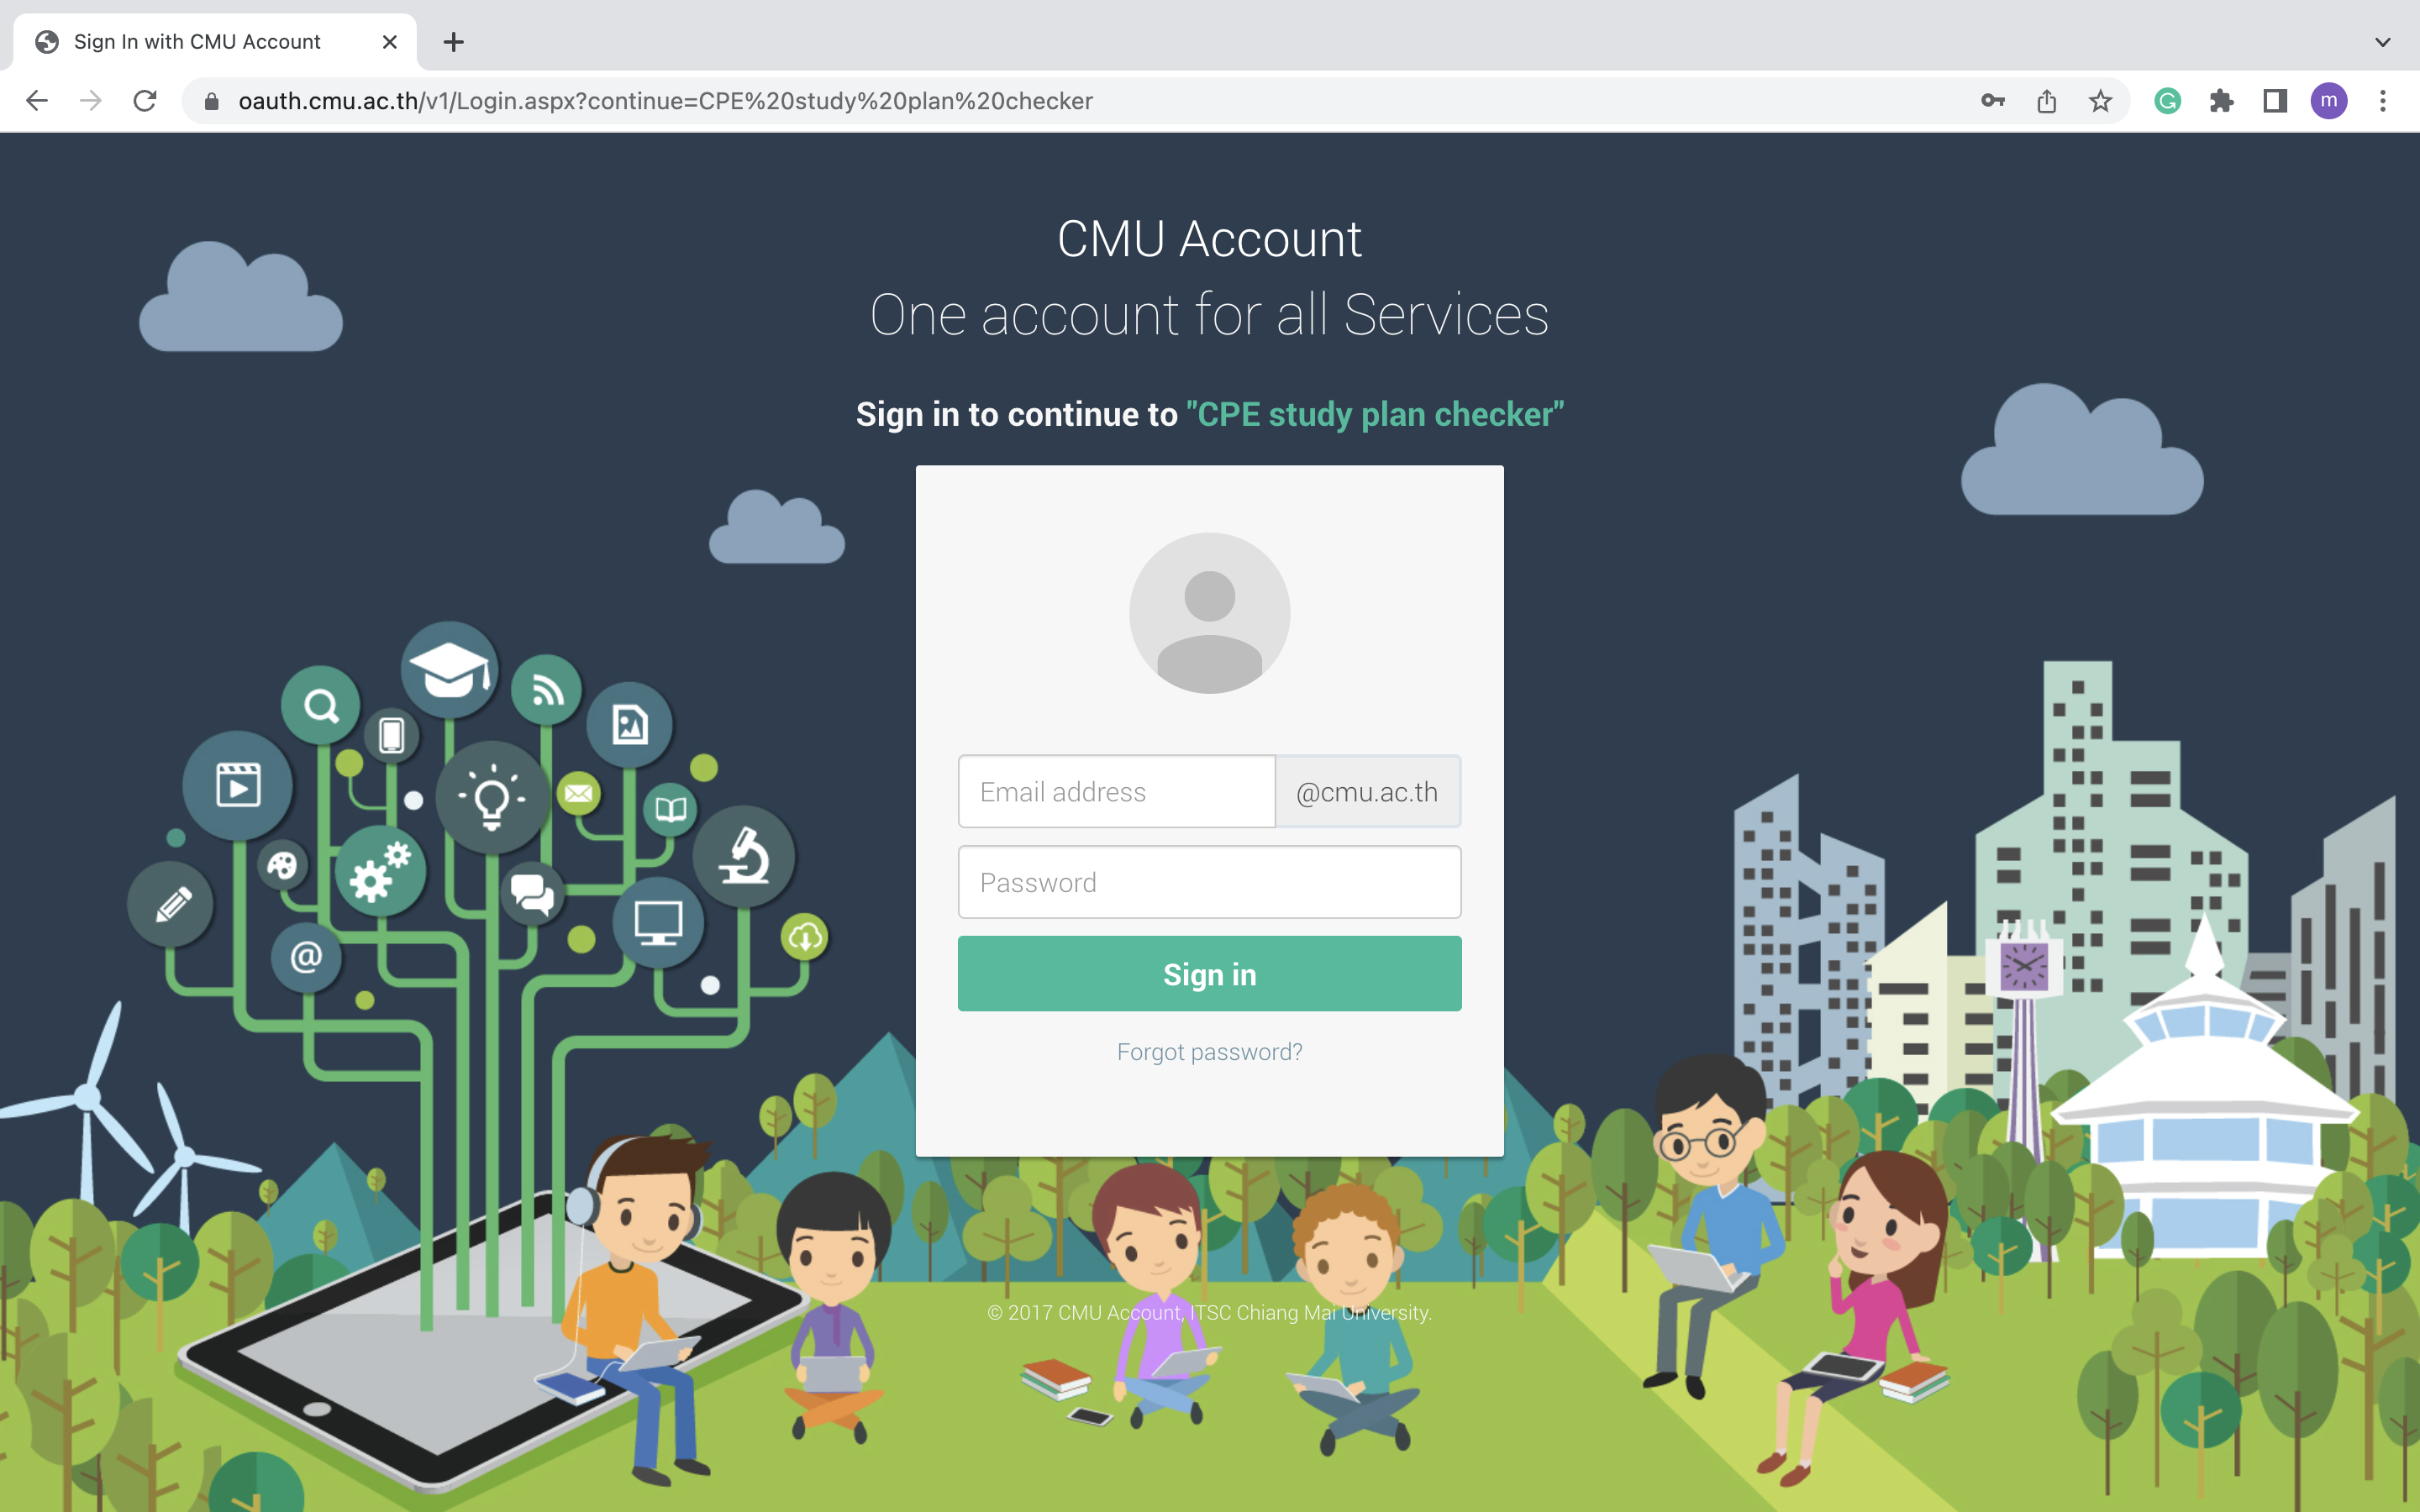 Sign In with CMU Account
oauth.cmu.ac.th/v1/Login.aspx?continue=CPE%20study%20plan%20checker
m
CMU Account
One account for all Services
Sign in to continue to "CPE study plan checker"
Email address
@cmu.ac.th
Password
Sign in
Forgot password?
@
© 2017 CMU Account, ITSC Chiang Mai University.